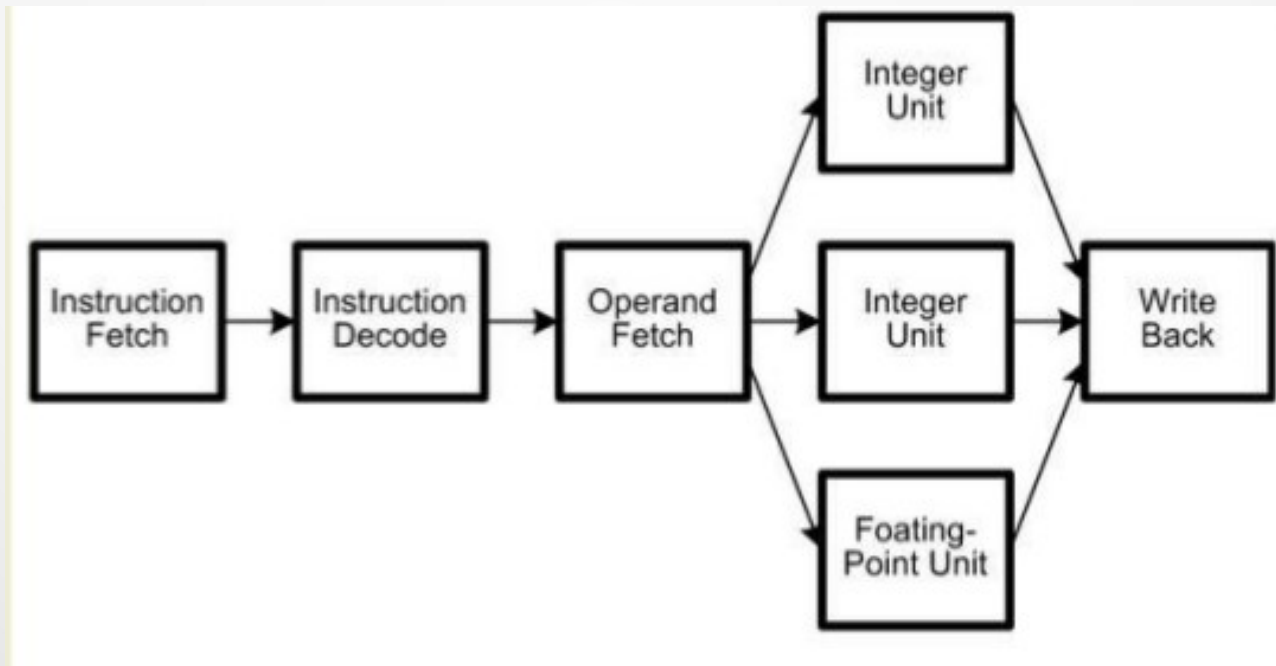 Integer
Unit
Instruction
Fetch
Instruction
Decode
Operand
Fetch
Integer
Unit
Write
Back
Foating-
Point Unit